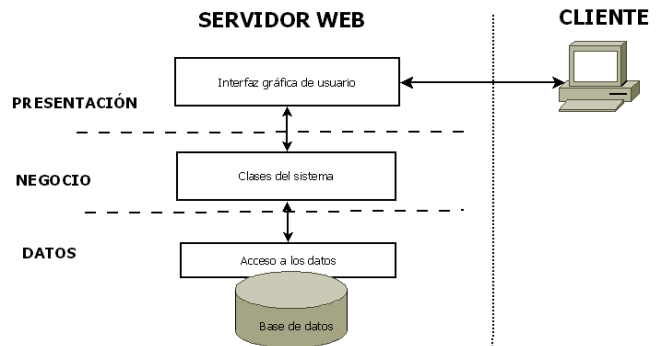 SERVIDOR WEB
CLIENTE
Interfaz gráfica de usuario
PRESENTACIÓN
Clases del sistema
NEGOCIO
DATOS
Acceso a los datos
Base de datos